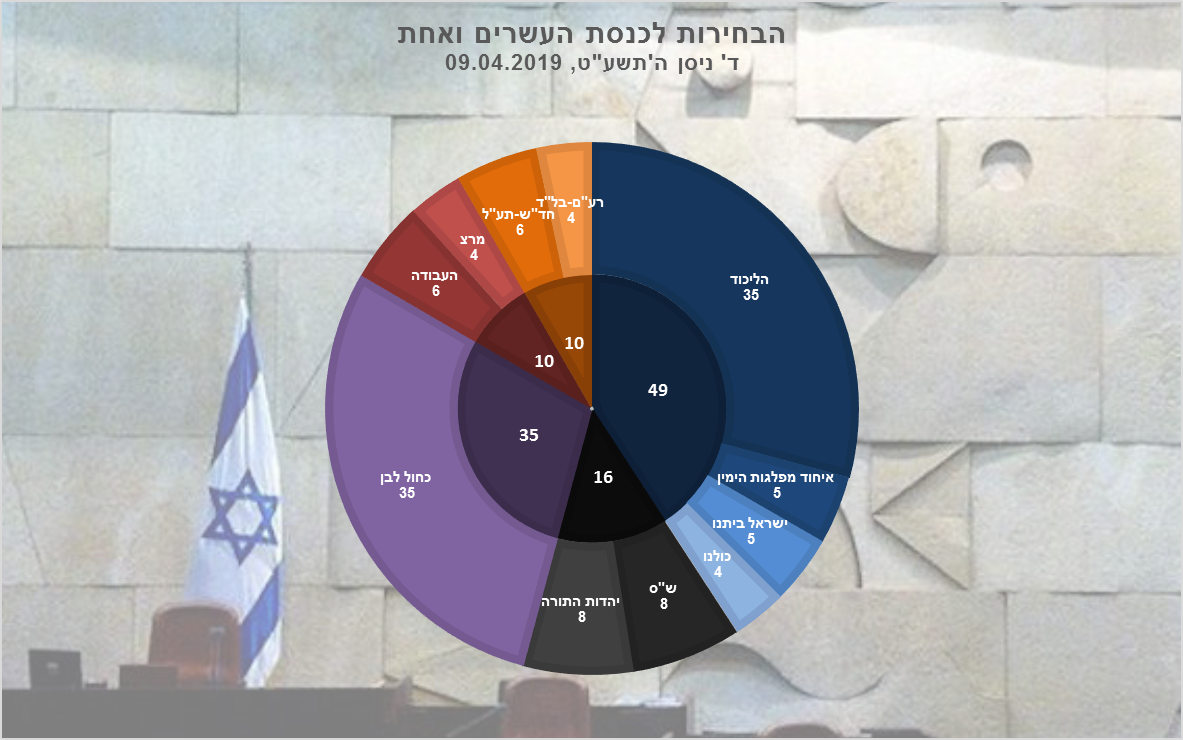 הבחירות לכנסת העשרים ואחת
ד' ניסן ה'תשע"ט, 09.04.2019
רע"ם-בל"ד
4
חד"ש-תע"ל
6
מרצ
4
העבודה
6
הליכוד
35
10
10
49
35
16
כחול לבן
35
איחוד מפלגות הימין
5
ישראל ביתנו
5
כולנו
4
ש"ס
8
יהדות התורה
8